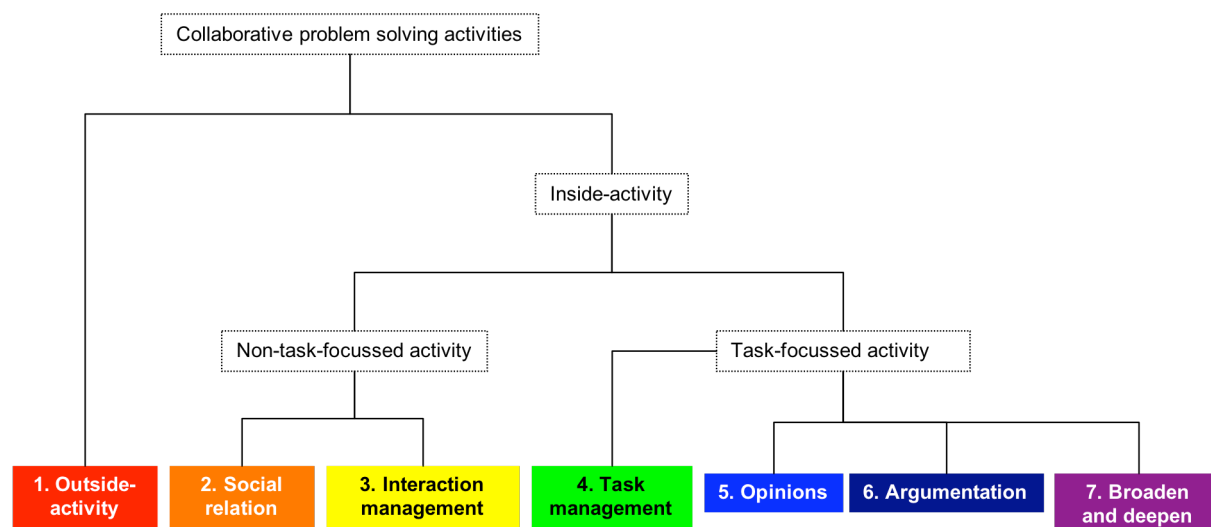 Collaborative problem solving activities
Inside-activity
Non-task-focussed activity
Task-focussed activity
1. Outside-
activity
2. Social
relation
3. Interaction
management
4. Task
management
5. Opinions
6. Argumentation
7. Broaden
and deepen